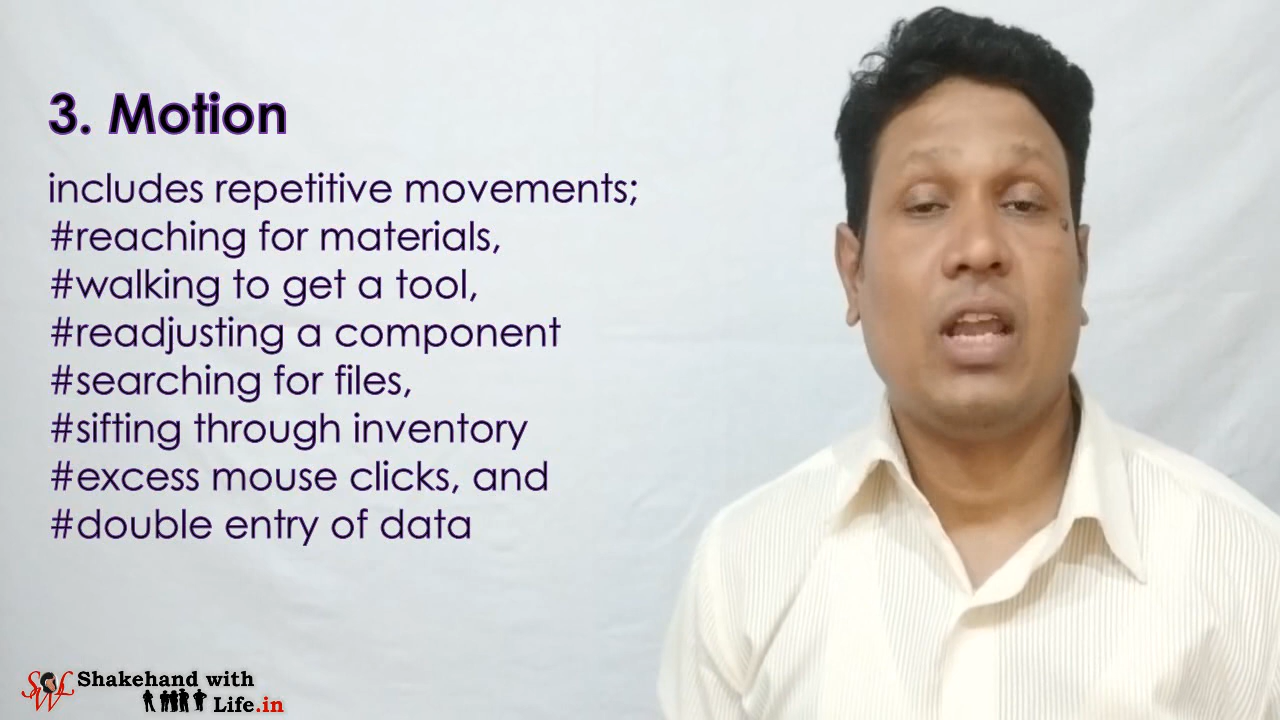 3. Motion
includes repetitive movements;
#reaching for materials,
#walking to get a tool,
#readjusting a component
#searching for files,
#sifting through inventory
#excess mouse clicks, and
#double entry of data
SWL Shakehand with
Life.in